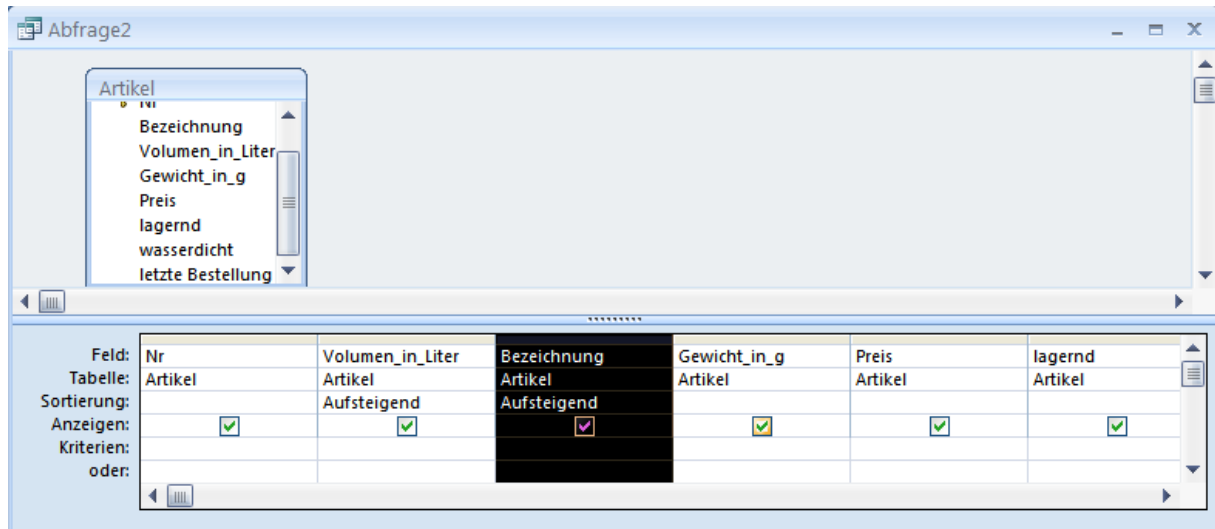 Abfrage2
Artikel
Nr
Bezeichnung
Volumen_in_Liter
Gewicht_in_g
Preis
lagernd
wasserdicht
letzte Bestellung
Feld: Nr Volumen_in_Liter Bezeichnung Gewicht_in_g Preis lagernd
Tabelle: Artikel Artikel Artikel Artikel Artikel Artikel
Sortierung: Aufsteigend Aufsteigend
Anzeigen:
Kriterien:
oder: